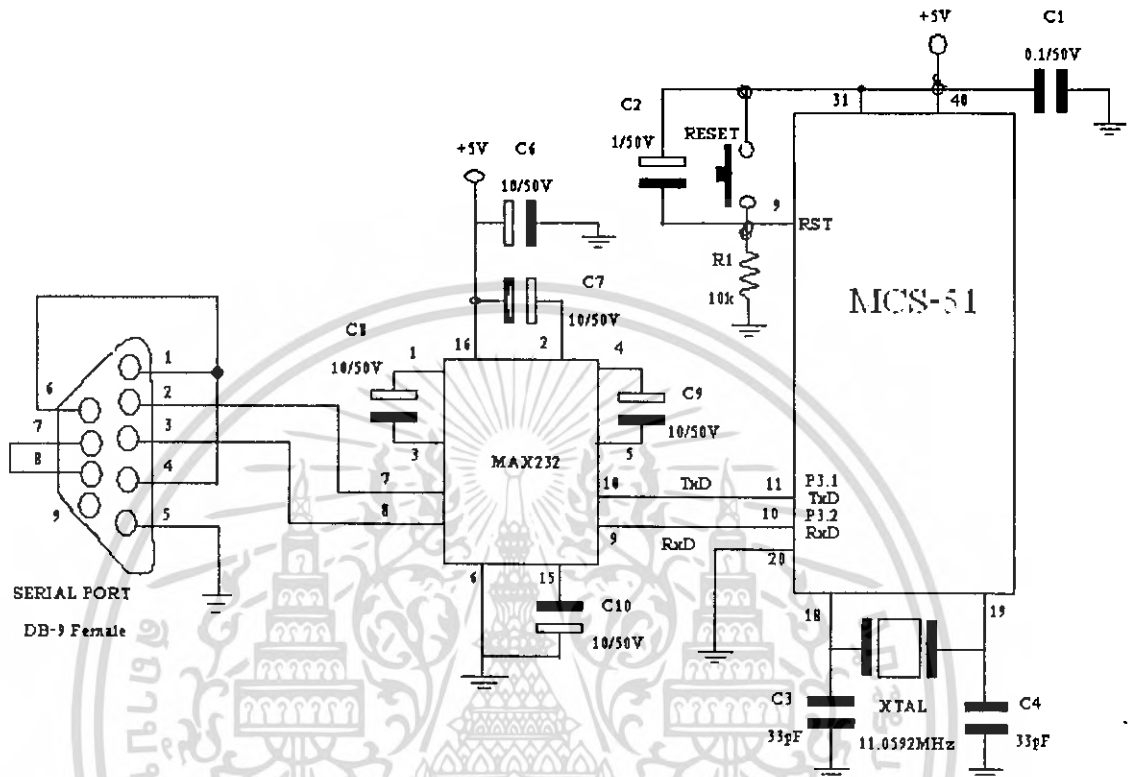 +5V
C1
0.1/50V
31
40
C2
1/50V
RESET
9
RST
R1
10k
MCS-51
+5V
C6
10/50V
C7
10/50V
C8
10/50V
16
2
1
4
3
5
C9
10/50V
MAX232
7
8
10
TxD
11
P3.1
TxD
9
RxD
10
P3.2
RxD
20
6
15
C10
10/50V
18
19
C3
33pF
XTAL
11.0592MHz
C4
33pF
1
2
3
4
5
6
7
8
9
SERIAL PORT
DB-9 Female